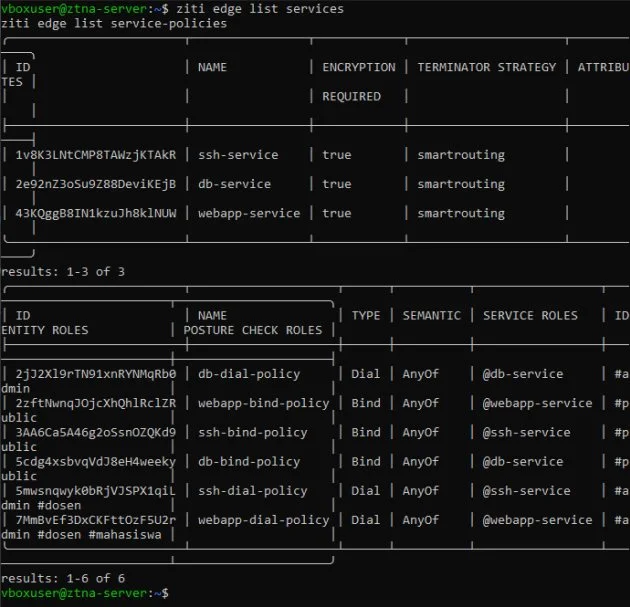 vboxuser@ztna-server:~$ ziti edge list services
ziti edge list service-policies
ID NAME ENCRYPTION TERMINATOR STRATEGY ATTRIBU
TES
REQUIRED
1v8K3LNtCMP8TAWzjKTAkR ssh-service true smartrouting
2e92nZ3oSu9Z88DeviKEjB db-service true smartrouting
43KQggB8IN1kzuJh8klNUW webapp-service true smartrouting
results: 1-3 of 3
ID NAME TYPE SEMANTIC SERVICE ROLES ID
ENTITY ROLES POSTURE CHECK ROLES
2jJ2Xl9rTN91xnRYNMqRb0 db-dial-policy Dial AnyOf @db-service #a
dmin
2zftNwnqJOjcXhQhlRclZR webapp-bind-policy Bind AnyOf @webapp-service #p
ublic
3AA6Ca5A46g2oSsnOZQKd9 ssh-bind-policy Bind AnyOf @ssh-service #p
ublic
5cdg4xsbvqVdJ8eH4weeky db-bind-policy Bind AnyOf @db-service #p
ublic
5mwsnqwyk0bRjVJSPX1qiL ssh-dial-policy Dial AnyOf @ssh-service #a
dmin #dosen
7MmBvEf3DxCKFttOzF5U2r webapp-dial-policy Dial AnyOf @webapp-service #a
dmin #dosen #mahasiswa
results: 1-6 of 6
vboxuser@ztna-server:~$